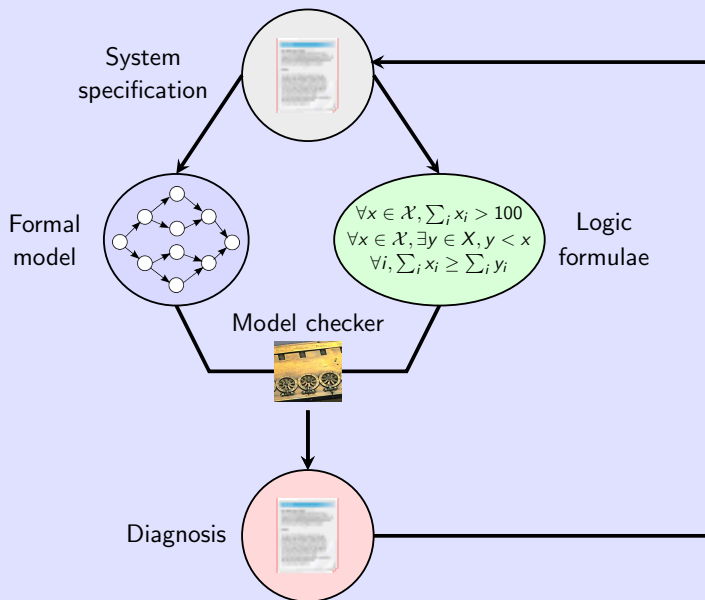 System
specification
Formal
model
∀x ∈ 𝒳, ∑ᵢ xᵢ > 100
∀x ∈ 𝒳, ∃y ∈ X, y < x
∀i, ∑ᵢ xᵢ ≥ ∑ᵢ yᵢ
Logic
formulae
Model checker
Diagnosis